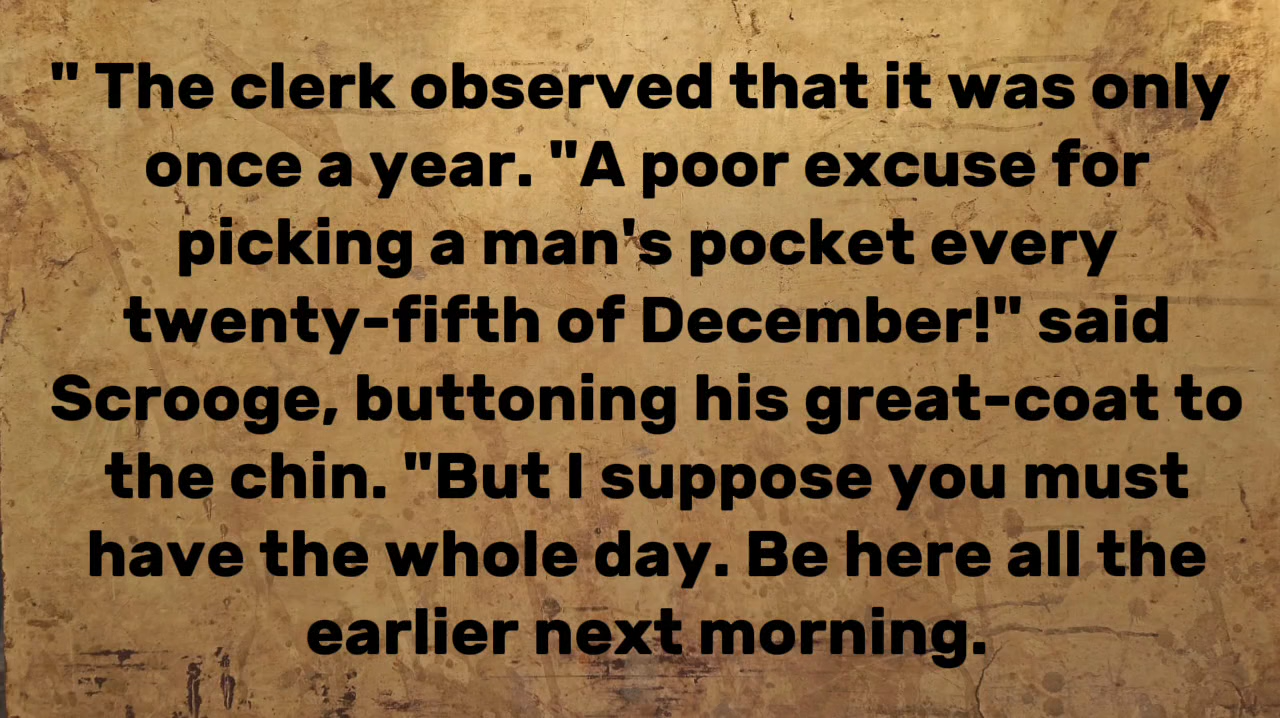 " The clerk observed that it was only
once a year. "A poor excuse for
picking a man's pocket every
twenty-fifth of December!" said
Scrooge, buttoning his great-coat to
the chin. "But I suppose you must
have the whole day. Be here all the
earlier next morning.